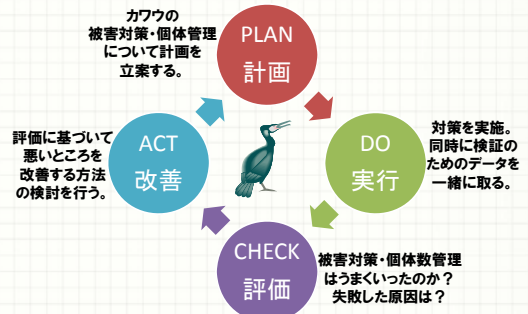 カワウの
被害対策・個体管理
について計画を
立案する。
PLAN
計画
DO
実行
対策を実施。
同時に検証の
ためのデータを
一緒に取る。
CHECK
評価
被害対策・個体数管理
はうまくいったのか？
失敗した原因は？
ACT
改善
評価に基づいて
悪いところを
改善する方法
の検討を行う。